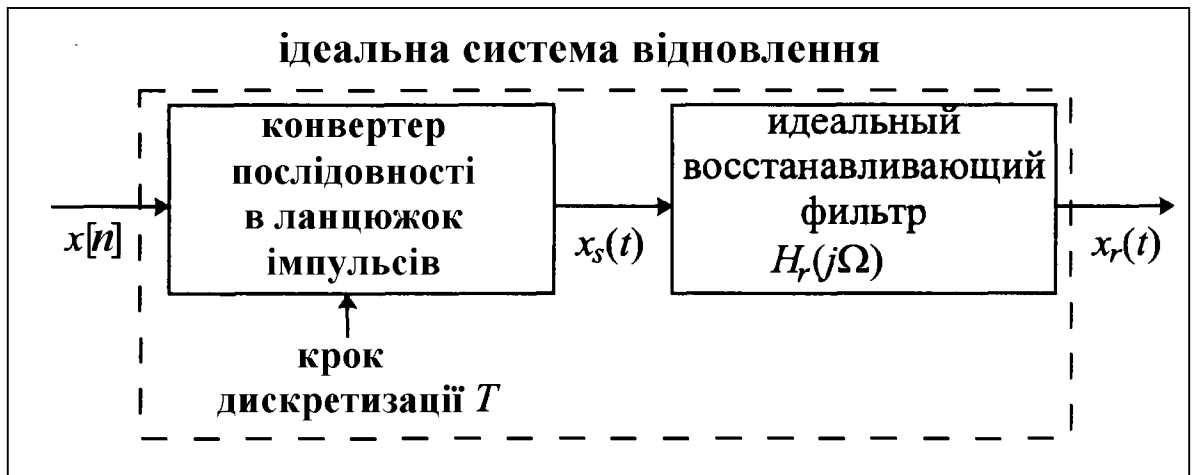 ідеальна система відновлення
конвертер
послідовності
в ланцюжок
імпульсів
идеальный
восстанавливающий
фильтр
H_r(jΩ)
x[n]
x_s(t)
x_r(t)
крок
дискретизації T